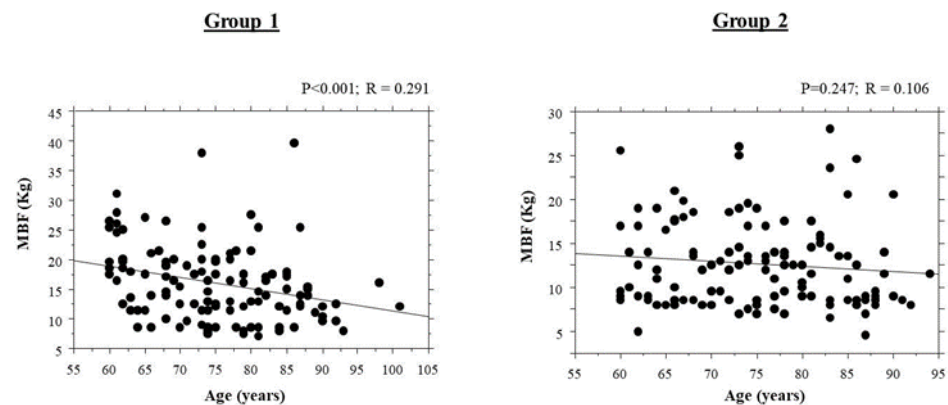 Group 1
P<0.001; R = 0.291
45
40
35
30
25
20
15
10
5
MBF (Kg)
55 60 65 70 75 80 85 90 95 100 105
Age (years)
Group 2
P=0.247; R = 0.106
30
25
20
15
10
5
MBF (Kg)
55 60 65 70 75 80 85 90 95
Age (years)